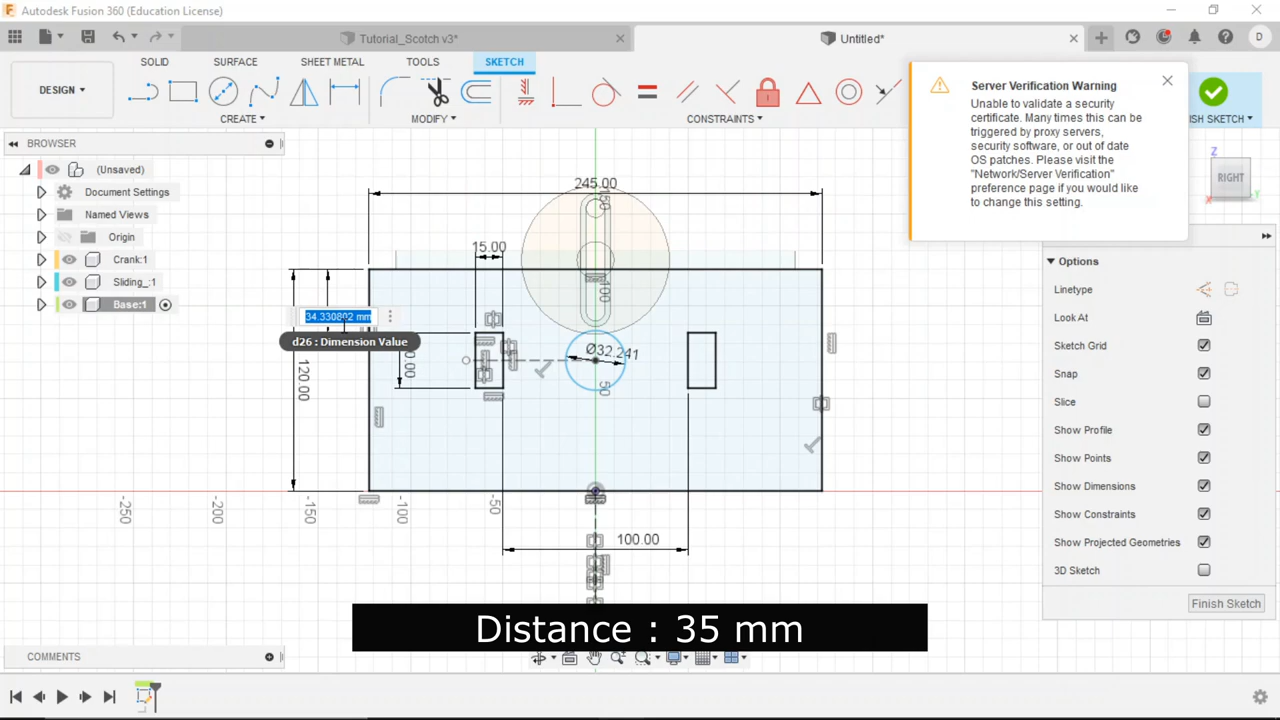 Autodesk Fusion 360 (Education License)
Tutorial_Scotch v3*
Untitled*
D
DESIGN
SOLID
SURFACE
SHEET METAL
TOOLS
SKETCH
CREATE
MODIFY
CONSTRAINTS
ISH SKETCH
Server Verification Warning
Unable to validate a security
certificate. Many times this can be
triggered by proxy servers,
security software, or out of date
OS patches. Please visit the
"Network/Server Verification"
preference page if you would like
to change this setting.
BROWSER
(Unsaved)
Document Settings
Named Views
Origin
Crank:1
Sliding_:1
Base:1
Z
RIGHT
X
Y
245.00
150
15.00
100
34.330802 mm
d26 : Dimension Value
120.00
0.00
Ø32.241
50
100.00
-250
-200
-150
-100
-50
Options
Linetype
Look At
Sketch Grid
Snap
Slice
Show Profile
Show Points
Show Dimensions
Show Constraints
Show Projected Geometries
3D Sketch
Finish Sketch
Distance : 35 mm
COMMENTS